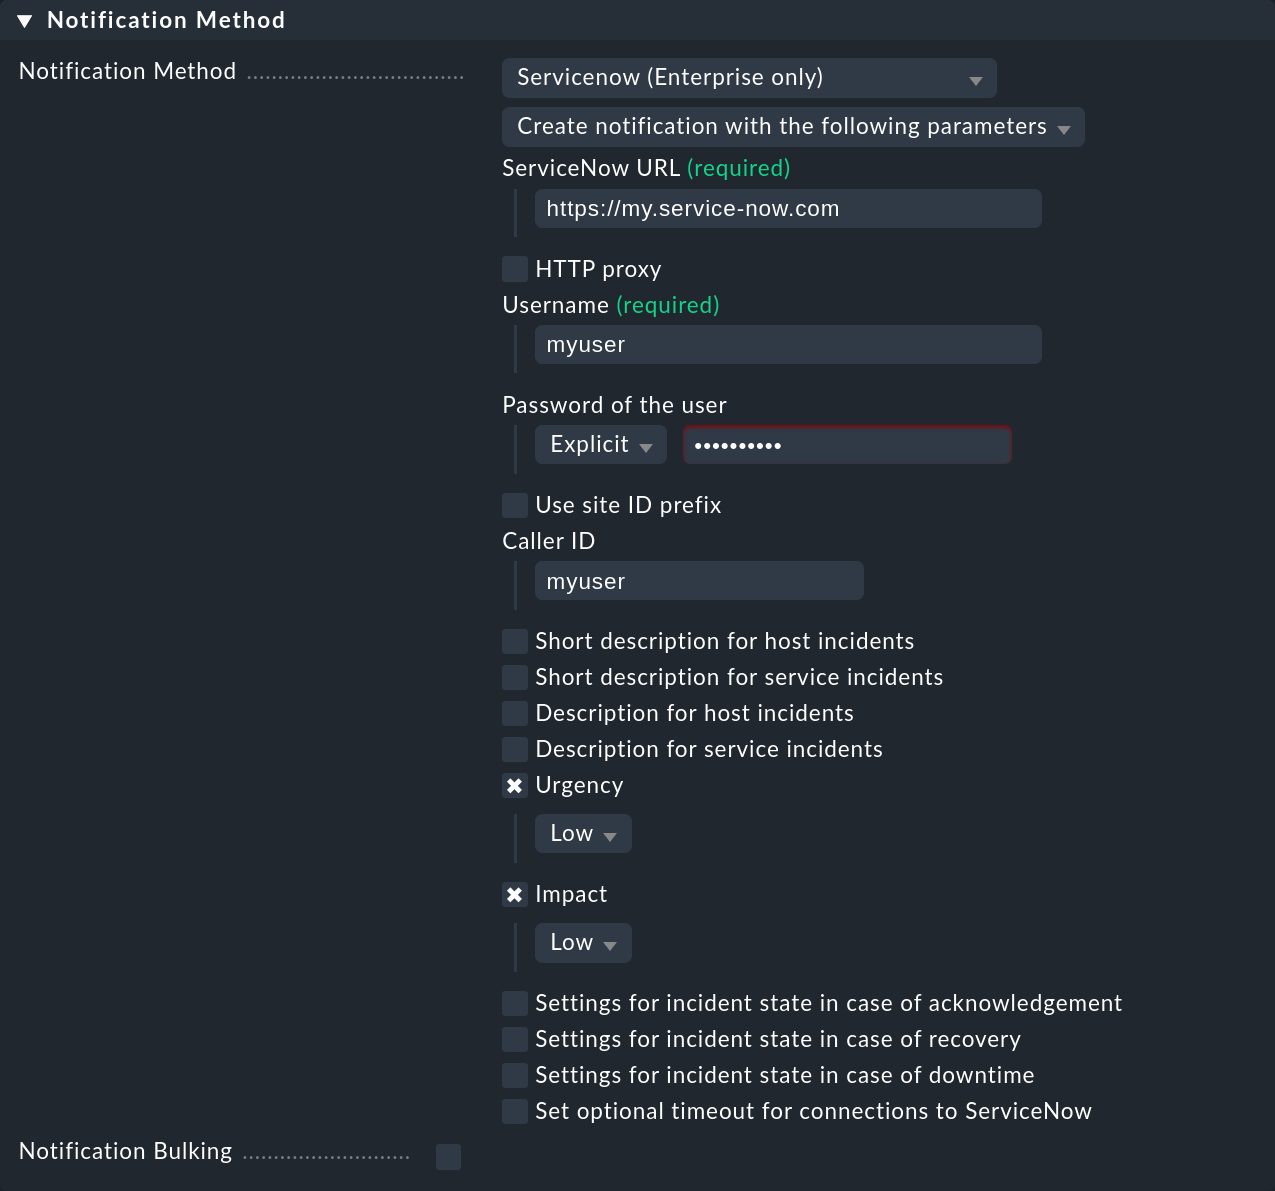 Notification Method
Notification Method
Servicenow (Enterprise only)
Create notification with the following parameters
ServiceNow URL (required)
https://my.service-now.com
HTTP proxy
Username (required)
myuser
Password of the user
Explicit ••••••••••
Use site ID prefix
Caller ID
myuser
Short description for host incidents
Short description for service incidents
Description for host incidents
Description for service incidents
Urgency
Low
Impact
Low
Settings for incident state in case of acknowledgement
Settings for incident state in case of recovery
Settings for incident state in case of downtime
Set optional timeout for connections to ServiceNow
Notification Bulking